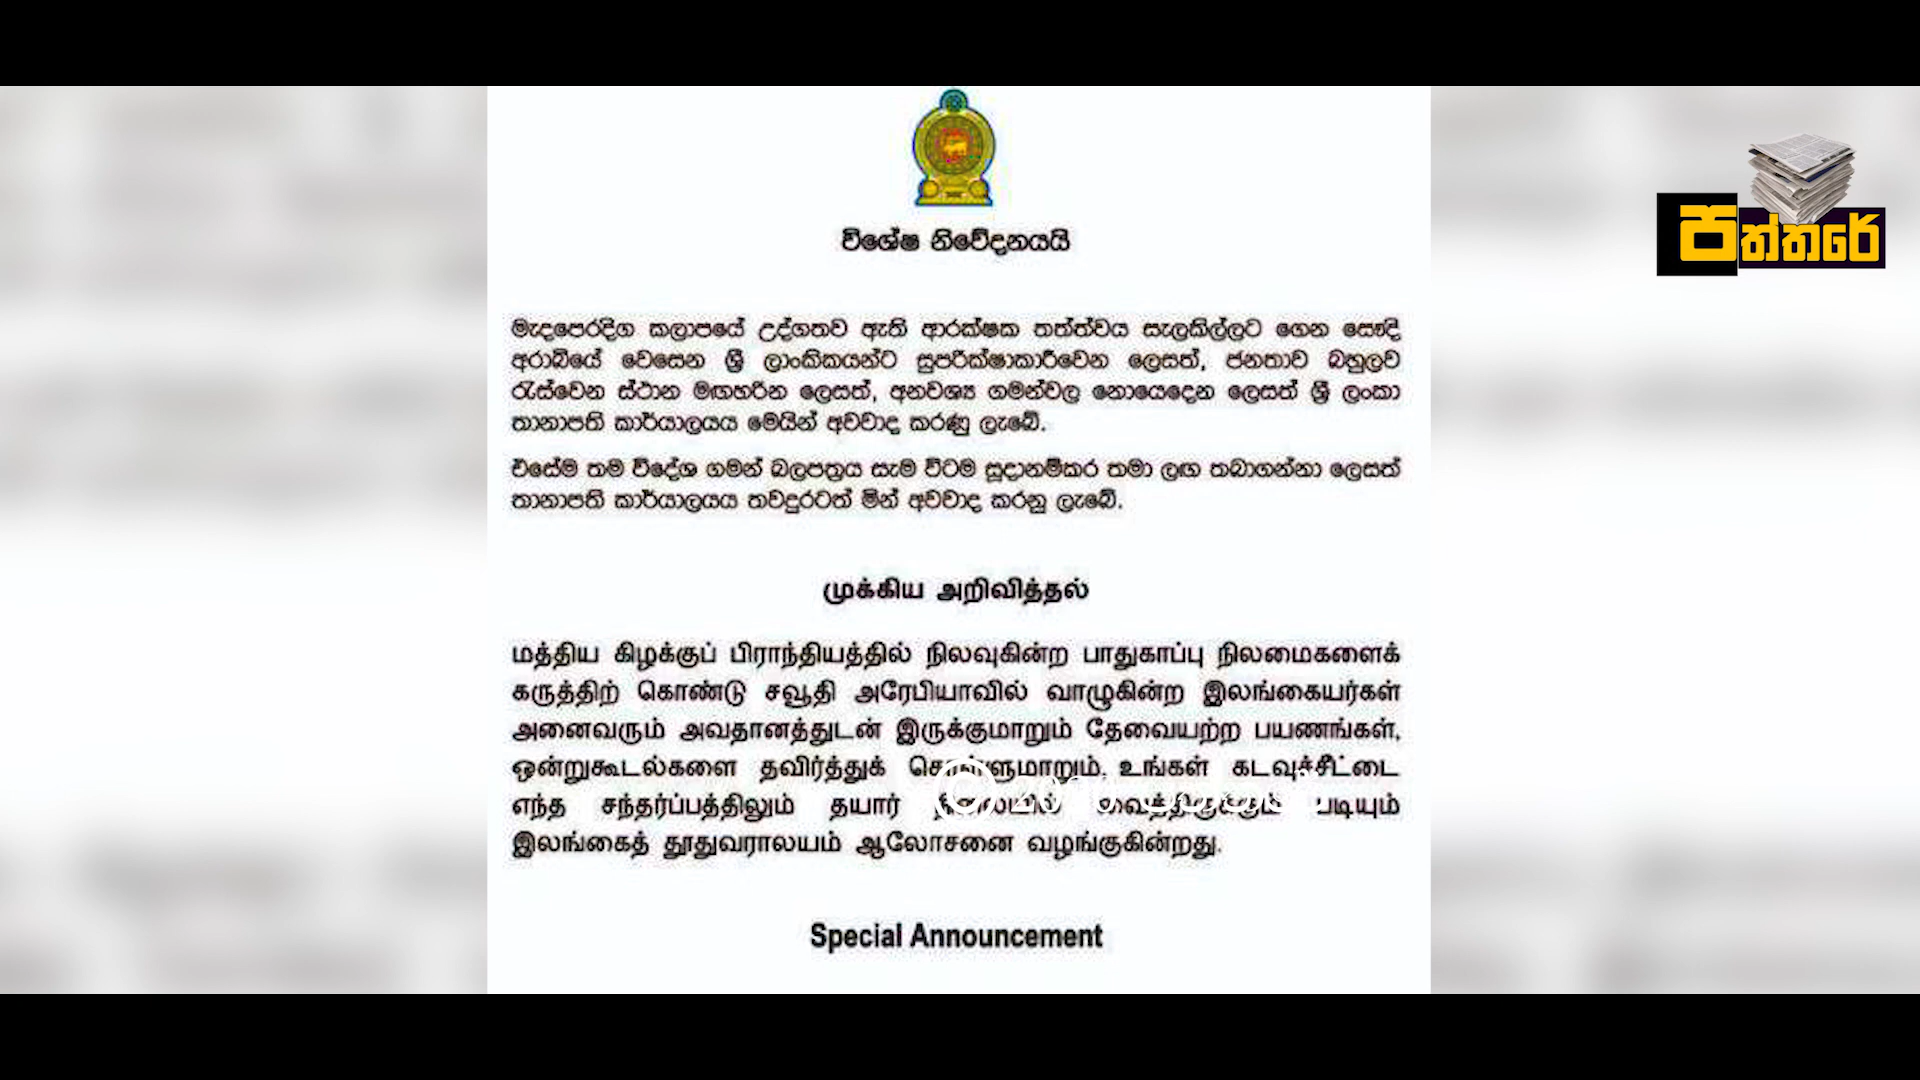 විශේෂ නිවේදනයයි
පත්තරේ
මැදපෙරදිග කලාපයේ උද්ගතව ඇති ආරක්ෂක තත්ත්වය සැලකිල්ලට ගෙන සෞදි
අරාබියේ වෙසෙන ශ්‍රී ලාංකිකයන්ට සුපරීක්ෂාකාරීවෙන ලෙසත්, ජනතාව බහුලව
රැස්වෙන ස්ථාන මඟහරින ලෙසත්, අනවශ්‍ය ගමන්වල නොයෙදෙන ලෙසත් ශ්‍රී ලංකා
තානාපති කාර්යාලයය මෙයින් අවවාද කරණු ලැබේ.
එසේම තම විදේශ ගමන් බලපත්‍රය සැම විටම සූදානම්කර තමා ලඟ තබාගන්නා ලෙසත්
තානාපති කාර්යාලයය තවදුරටත් මින් අවවාද කරනු ලැබේ.
முக்கிய அறிவித்தல்
மத்திய கிழக்குப் பிராந்தியத்தில் நிலவுகின்ற பாதுகாப்பு நிலமைகளைக்
கருத்திற் கொண்டு சவூதி அரேபியாவில் வாழுகின்ற இலங்கையர்கள்
அனைவரும் அவதானத்துடன் இருக்குமாறும் தேவையற்ற பயணங்கள்,
ஒன்றுகூடல்களை தவிர்த்துக் கொள்ளுமாறும், உங்கள் கடவுச்சீட்டை
எந்த சந்தர்ப்பத்திலும் தயார் நிலையில் வைத்திருக்கும் படியும்
இலங்கைத் தூதுவராலயம் ஆலோசனை வழங்குகின்றது.
Special Announcement